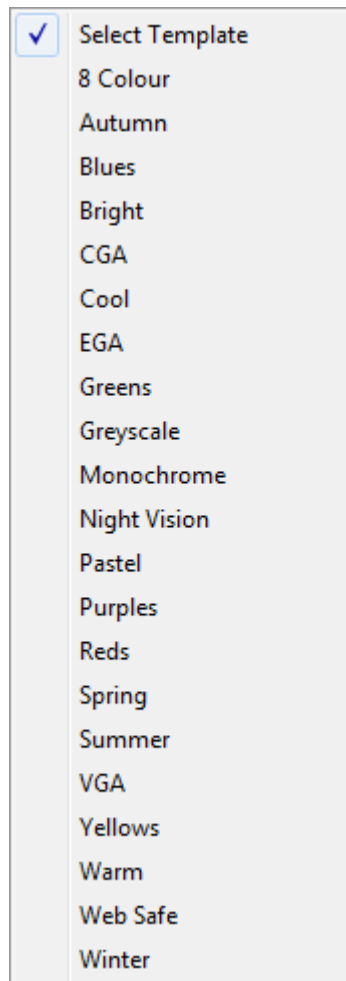 Select Template
8 Colour
Autumn
Blues
Bright
CGA
Cool
EGA
Greens
Greyscale
Monochrome
Night Vision
Pastel
Purples
Reds
Spring
Summer
VGA
Yellows
Warm
Web Safe
Winter